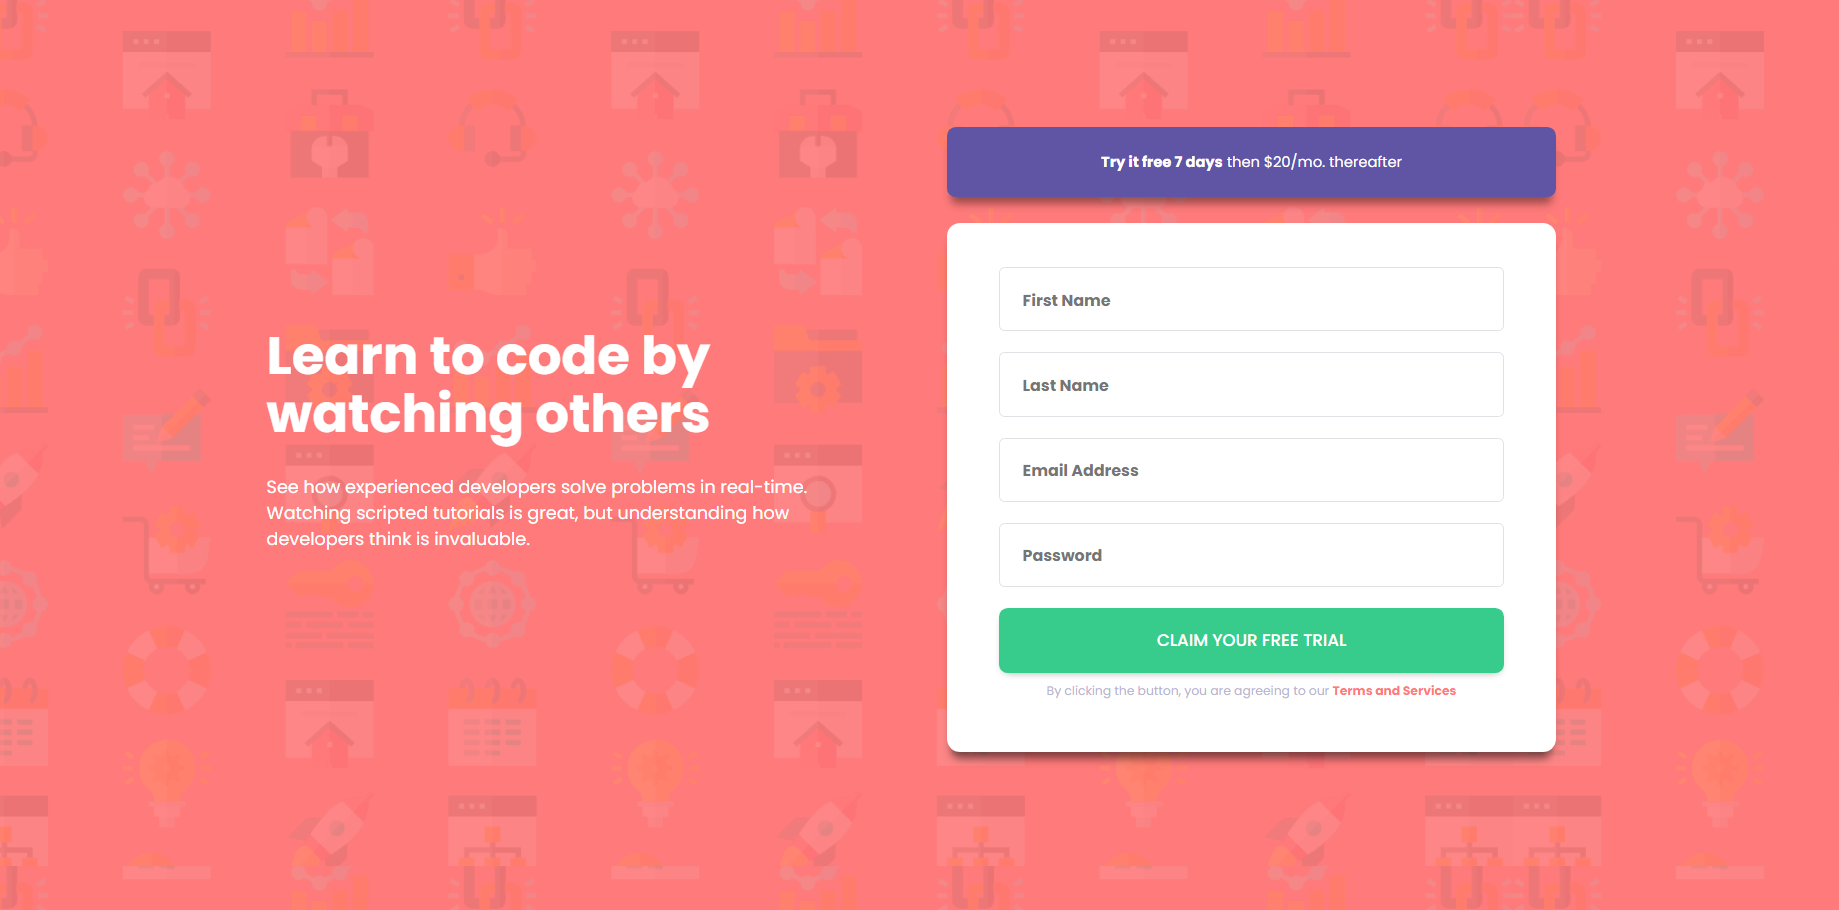 Learn to code by
watching others
See how experienced developers solve problems in real-time.
Watching scripted tutorials is great, but understanding how
developers think is invaluable.
Try it free 7 days then $20/mo. thereafter
First Name
Last Name
Email Address
Password
CLAIM YOUR FREE TRIAL
By clicking the button, you are agreeing to our Terms and Services